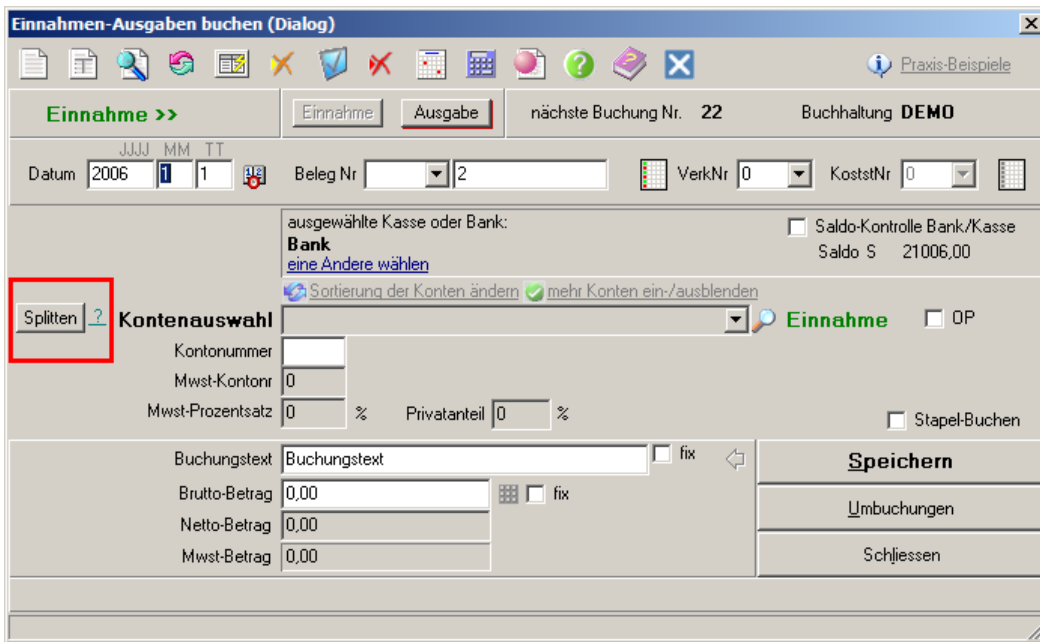 Einnahmen-Ausgaben buchen (Dialog)
Praxis-Beispiele
Einnahme >> Einnahme Ausgabe nächste Buchung Nr. 22 Buchhaltung DEMO
JJJJ MM TT
Datum 2006 1 1 Beleg Nr 2 VerkNr 0 KoststNr 0
ausgewählte Kasse oder Bank: Saldo-Kontrolle Bank/Kasse
Bank Saldo S 21006,00
eine Andere wählen
Sortierung der Konten ändern mehr Konten ein-/ausblenden
Splitten ? Kontenauswahl Einnahme OP
Kontonummer
Mwst-Kontonr 0
Mwst-Prozentsatz 0 % Privatanteil 0 % Stapel-Buchen
Buchungstext Buchungstext fix Speichern
Brutto-Betrag 0,00 fix Umbuchungen
Netto-Betrag 0,00
Mwst-Betrag 0,00 Schliessen